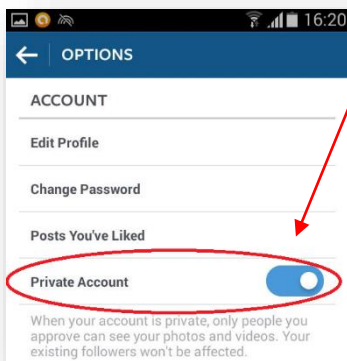 16:20
OPTIONS
ACCOUNT
Edit Profile
Change Password
Posts You've Liked
Private Account
When your account is private, only people you
approve can see your photos and videos. Your
existing followers won't be affected.